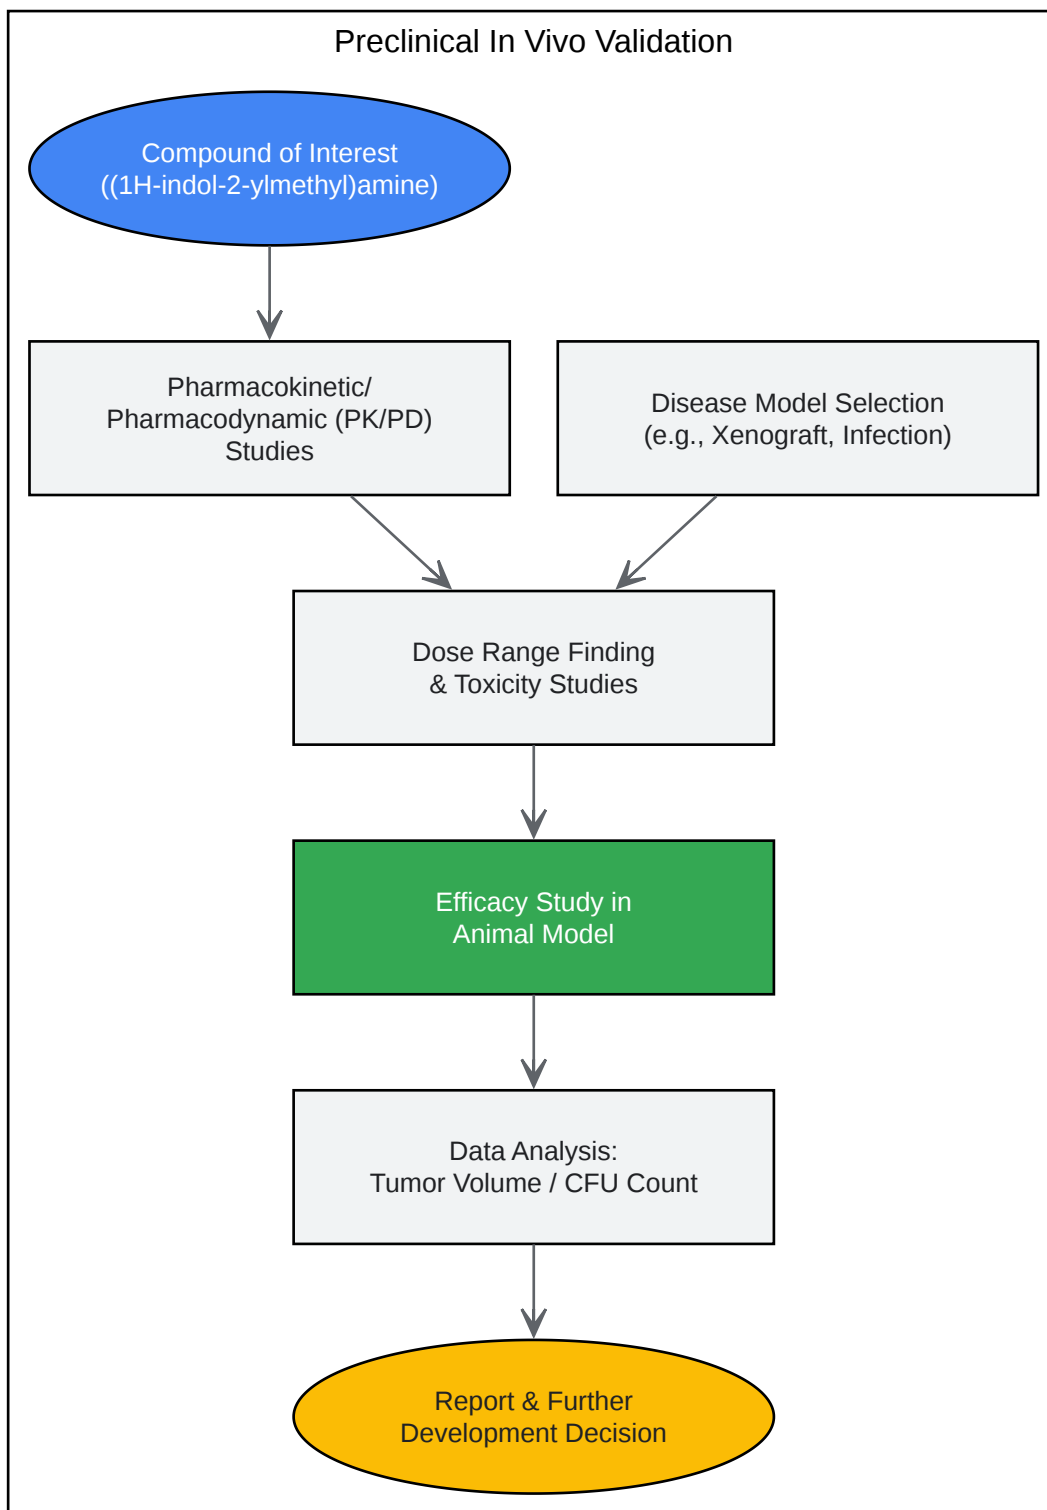 Preclinical In Vivo Validation
Compound of Interest
((1H-indol-2-ylmethyl)amine)
Pharmacokinetic/
Pharmacodynamic (PK/PD)
Studies
Disease Model Selection
(e.g., Xenograft, Infection)
Dose Range Finding
& Toxicity Studies
Efficacy Study in
Animal Model
Data Analysis:
Tumor Volume / CFU Count
Report & Further
Development Decision